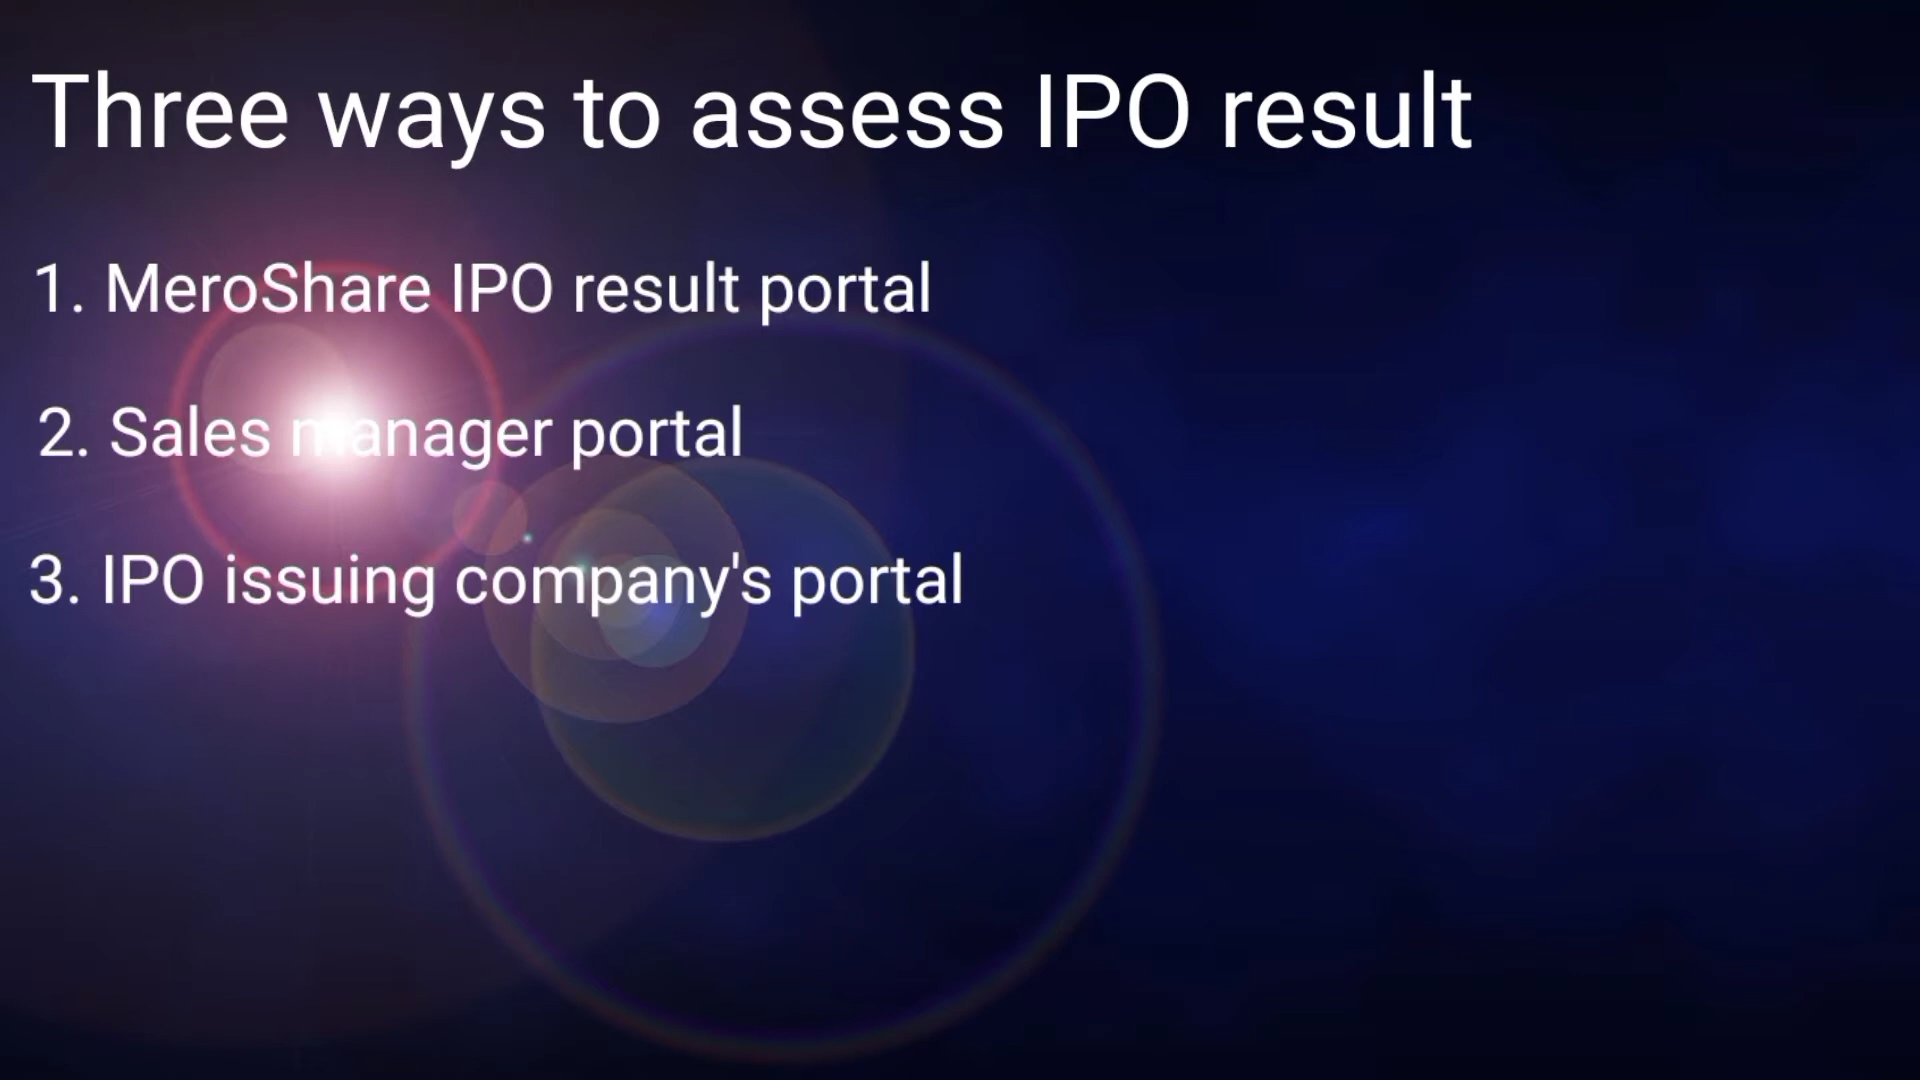 Three ways to assess IPO result
1. MeroShare IPO result portal
2. Sales manager portal
3. IPO issuing company's portal